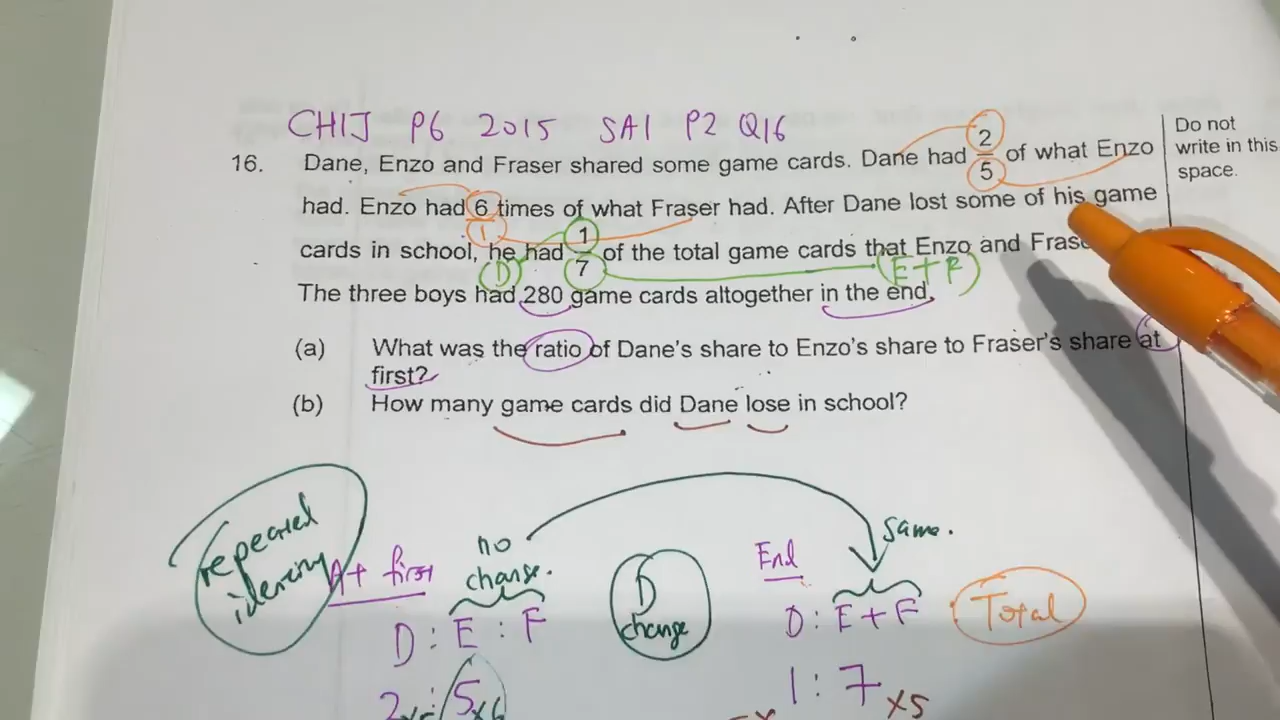 CHIJ P6 2015 SA1 P2 Q16
16. Dane, Enzo and Fraser shared some game cards. Dane had 2/5 of what Enzo
had. Enzo had 6 times of what Fraser had. After Dane lost some of his game
1
cards in school, he had 1/7 of the total game cards that Enzo and Fras
(D) (E+F)
The three boys had 280 game cards altogether in the end.
(a) What was the ratio of Dane's share to Enzo's share to Fraser's share at
first?
(b) How many game cards did Dane lose in school?
Do not
write in this
space.
repeated
identity
At first
no
change.
D : E : F
2 : 5 x6
D
change
End
same.
D : E + F
Total
1 : 7 x5